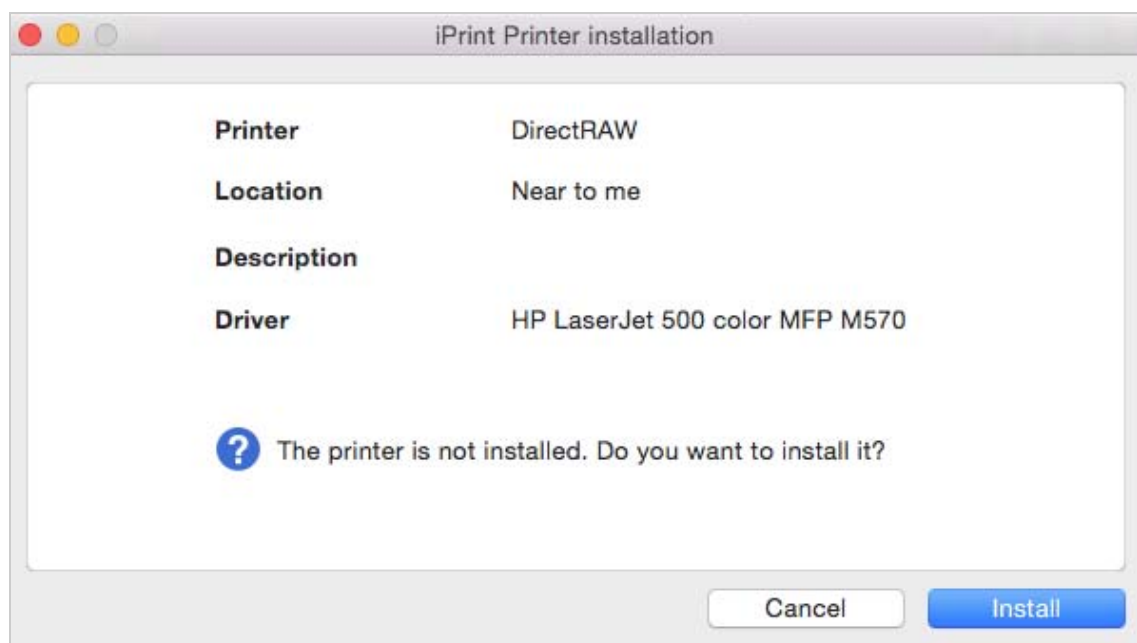 iPrint Printer installation
Printer DirectRAW
Location Near to me
Description
Driver HP LaserJet 500 color MFP M570
? The printer is not installed. Do you want to install it?
Cancel Install